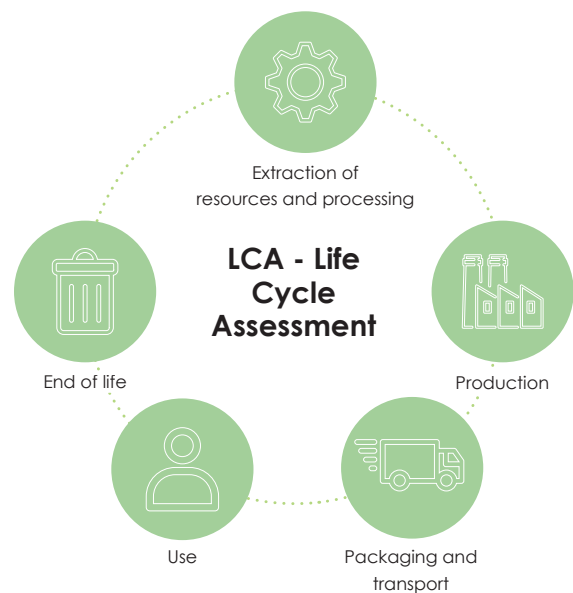 Extraction of
resources and processing
LCA - Life
Cycle
Assessment
End of life
Production
Use
Packaging and
transport